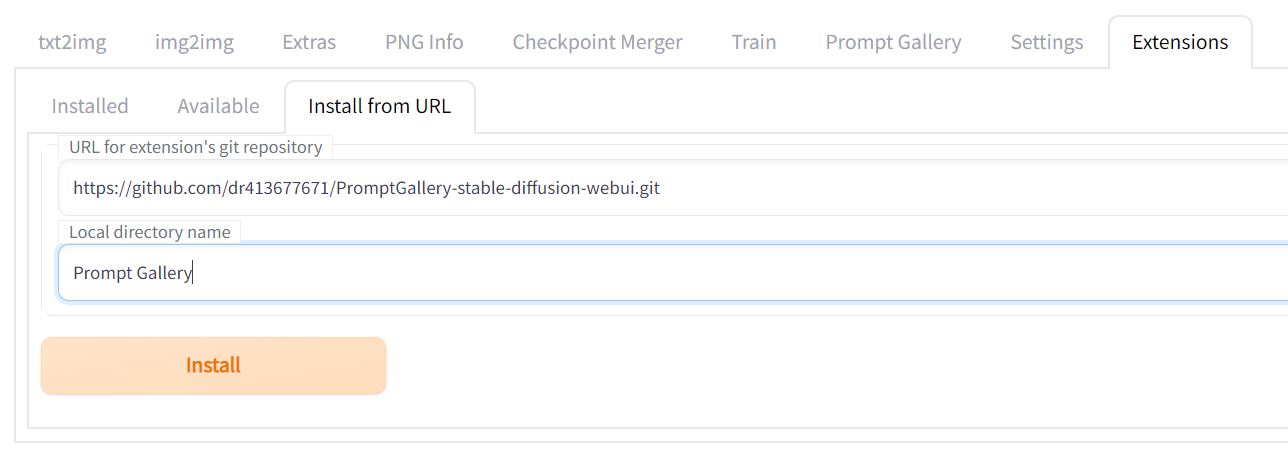 txt2img img2img Extras PNG Info Checkpoint Merger Train Prompt Gallery Settings Extensions
Installed Available Install from URL
URL for extension's git repository
https://github.com/dr413677671/PromptGallery-stable-diffusion-webui.git
Local directory name
Prompt Gallery
Install